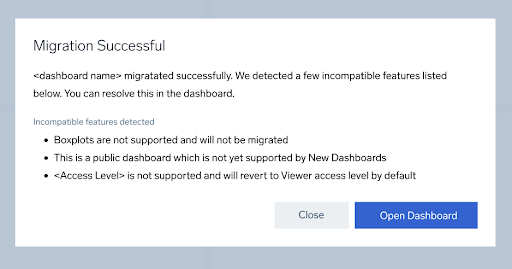 Migration Successful
<dashboard name> migratated successfully. We detected a few incompatible features listed
below. You can resolve this in the dashboard.
Incompatible features detected
• Boxplots are not supported and will not be migrated
• This is a public dashboard which is not yet supported by New Dashboards
• <Access Level> is not supported and will revert to Viewer access level by default
Close
Open Dashboard